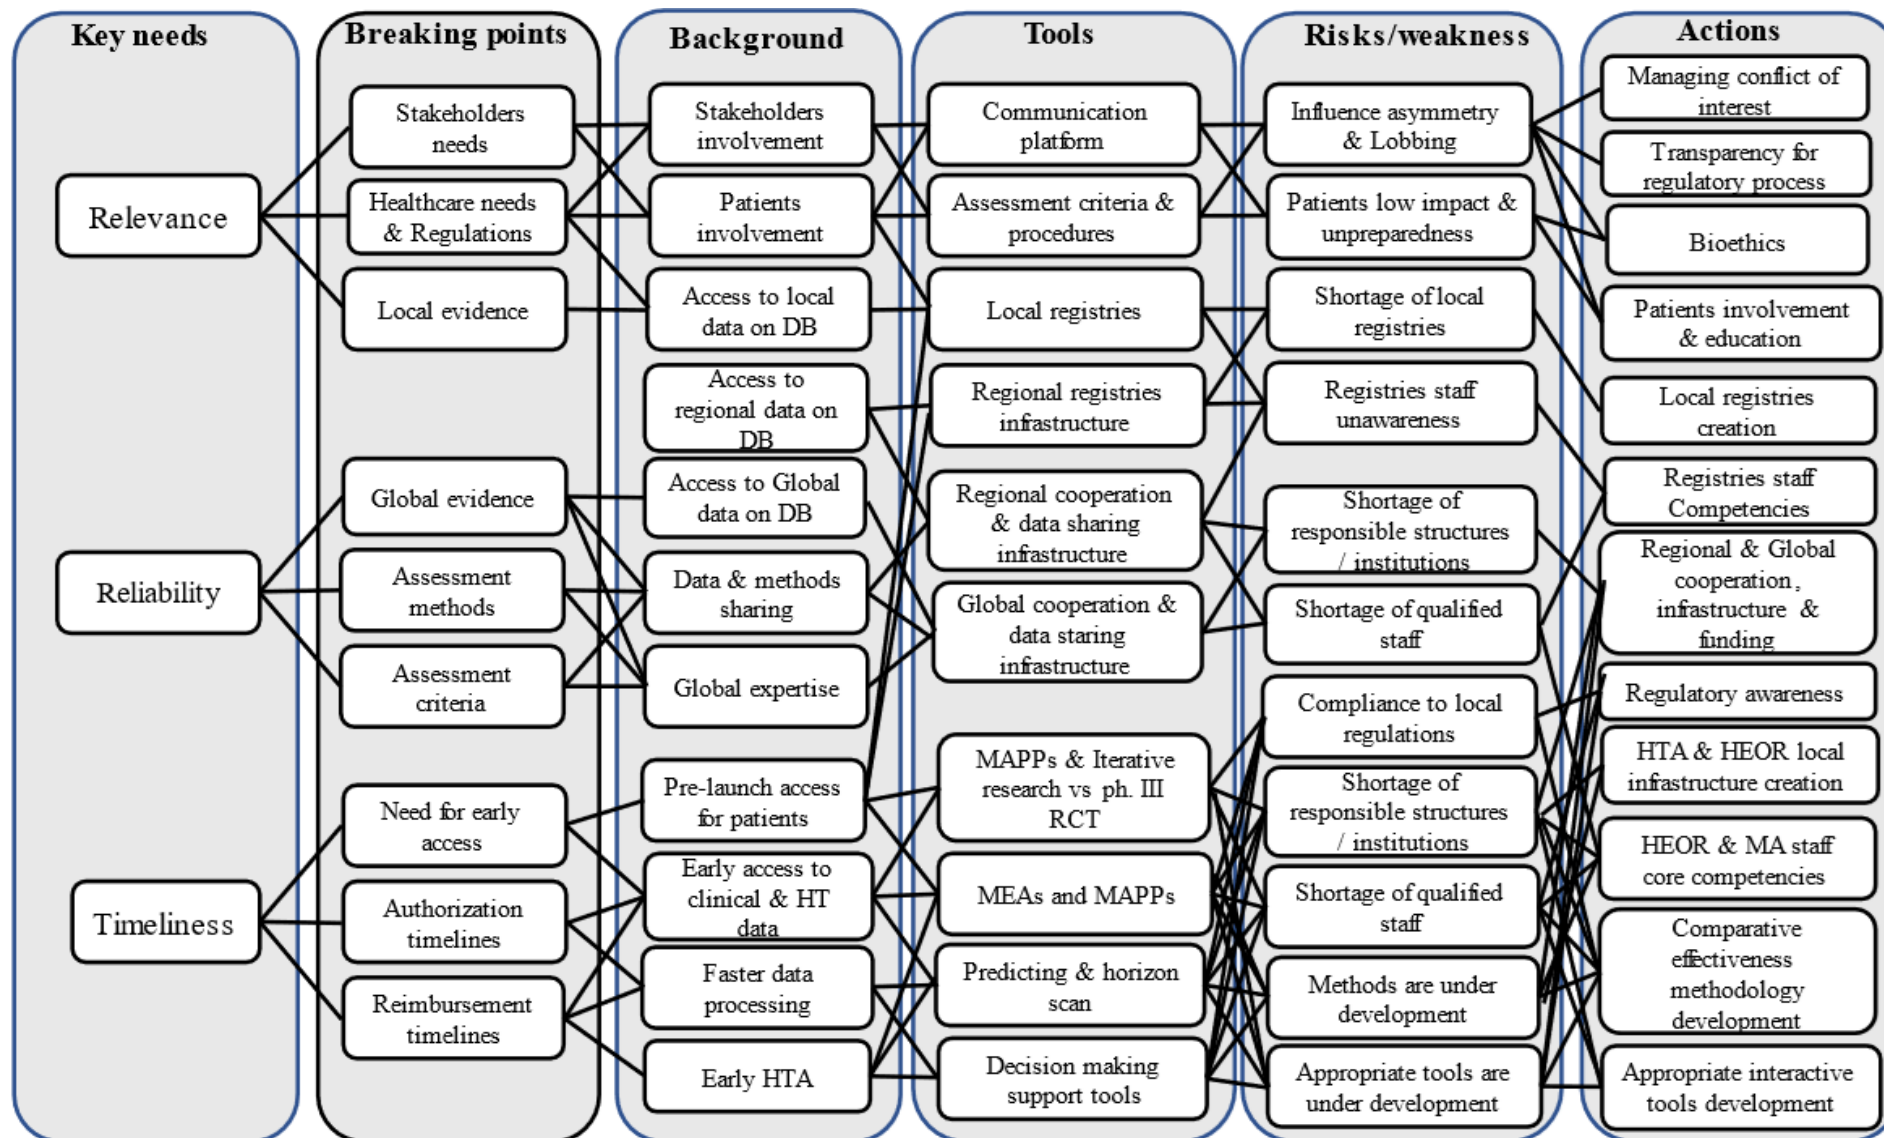 Key needs
Relevance
Reliability
Timeliness
Breaking points
Stakeholders
needs
Healthcare needs
& Regulations
Local evidence
Global evidence
Assessment
methods
Assessment
criteria
Need for early
access
Authorization
timelines
Reimbursement
timelines
Background
Stakeholders
involvement
Patients
involvement
Access to local
data on DB
Access to
regional data on
DB
Access to Global
data on DB
Data & methods
sharing
Global expertise
Pre-launch access
for patients
Early access to
clinical & HT
data
Faster data
processing
Early HTA
Tools
Communication
platform
Assessment criteria &
procedures
Local registries
Regional registries
infrastructure
Regional cooperation
& data sharing
infrastructure
Global cooperation &
data staring
infrastructure
MAPPs & Iterative
research vs ph. III
RCT
MEAs and MAPPs
Predicting & horizon
scan
Decision making
support tools
Risks/weakness
Influence asymmetry
& Lobbing
Patients low impact &
unpreparedness
Shortage of local
registries
Registries staff
unawareness
Shortage of
responsible structures
/ institutions
Shortage of qualified
staff
Compliance to local
regulations
Shortage of
responsible structures
/ institutions
Shortage of qualified
staff
Methods are under
development
Appropriate tools are
under development
Actions
Managing conflict of
interest
Transparency for
regulatory process
Bioethics
Patients involvement
& education
Local registries
creation
Registries staff
Competencies
Regional & Global
cooperation,
infrastructure &
funding
Regulatory awareness
HTA & HEOR local
infrastructure creation
HEOR & MA staff
core competencies
Comparative
effectiveness
methodology
development
Appropriate interactive
tools development